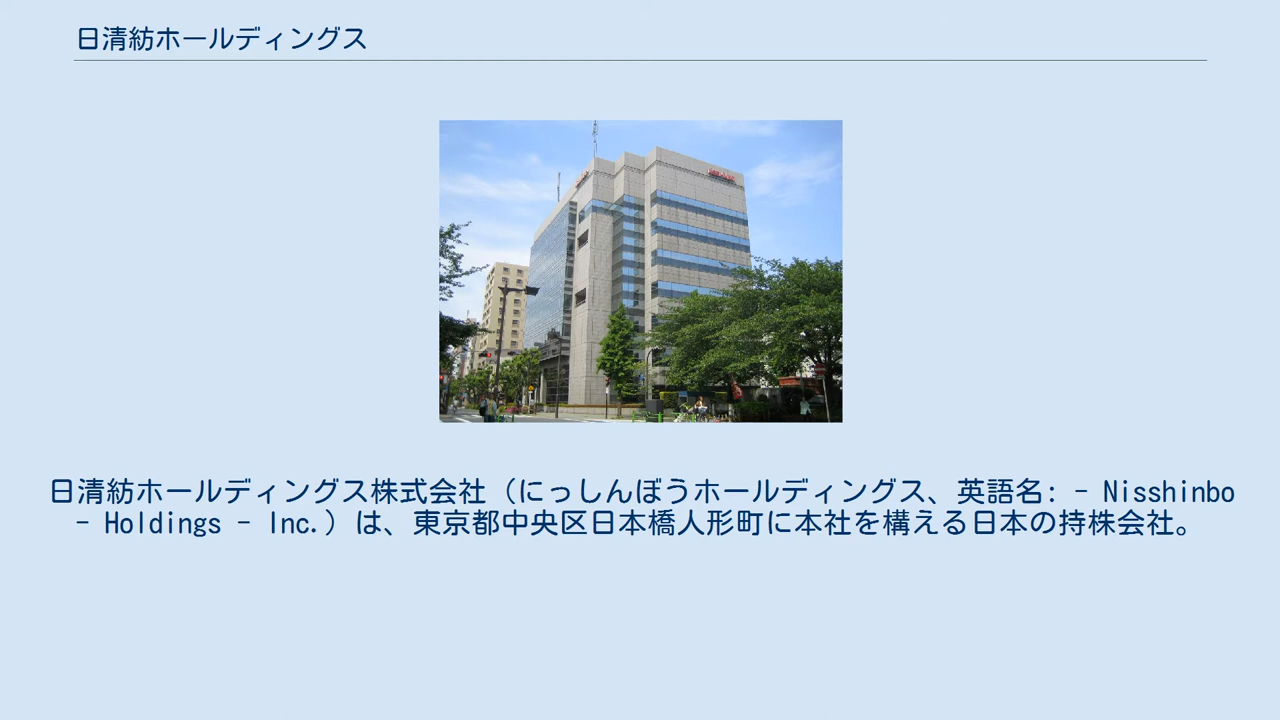 日清紡ホールディングス
日清紡ホールディングス株式会社（にっしんぼうホールディングス、英語名: - Nisshinbo
- Holdings - Inc.）は、東京都中央区日本橋人形町に本社を構える日本の持株会社。